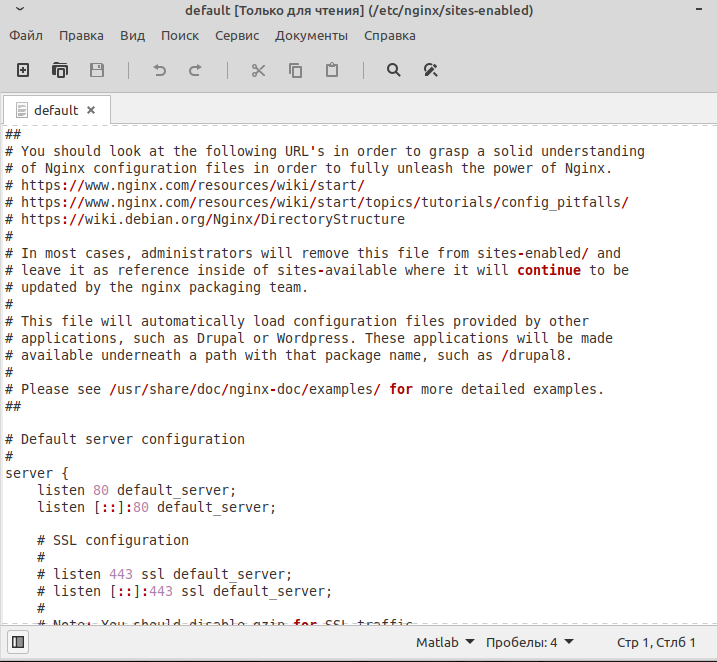 default [Только для чтения] (/etc/nginx/sites-enabled)
Файл Правка Вид Поиск Сервис Документы Справка
default
##
# You should look at the following URL's in order to grasp a solid understanding
# of Nginx configuration files in order to fully unleash the power of Nginx.
# https://www.nginx.com/resources/wiki/start/
# https://www.nginx.com/resources/wiki/start/topics/tutorials/config_pitfalls/
# https://wiki.debian.org/Nginx/DirectoryStructure
#
# In most cases, administrators will remove this file from sites-enabled/ and
# leave it as reference inside of sites-available where it will continue to be
# updated by the nginx packaging team.
#
# This file will automatically load configuration files provided by other
# applications, such as Drupal or Wordpress. These applications will be made
# available underneath a path with that package name, such as /drupal8.
#
# Please see /usr/share/doc/nginx-doc/examples/ for more detailed examples.
##
# Default server configuration
#
server {
listen 80 default_server;
listen [::]:80 default_server;
# SSL configuration
#
# listen 443 ssl default_server;
# listen [::]:443 ssl default_server;
#
# Note: You should disable gzip for SSL traffic.
Matlab Пробелы: 4 Стр 1, Стлб 1